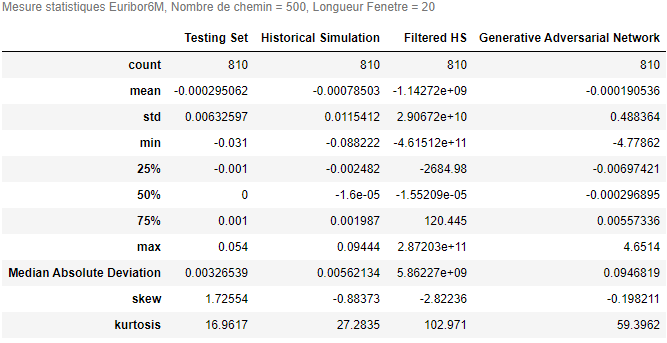 Mesure statistiques Euribor6M, Nombre de chemin = 500, Longueur Fenetre = 20
Testing Set Historical Simulation Filtered HS Generative Adversarial Network
count 810 810 810 810
mean -0.000295062 -0.00078503 -1.14272e+09 -0.000190536
std 0.00632597 0.0115412 2.90672e+10 0.488364
min -0.031 -0.088222 -4.61512e+11 -4.77862
25% -0.001 -0.002482 -2684.98 -0.00697421
50% 0 -1.6e-05 -1.55209e-05 -0.000296895
75% 0.001 0.001987 120.445 0.00557336
max 0.054 0.09444 2.87203e+11 4.6514
Median Absolute Deviation 0.00326539 0.00562134 5.86227e+09 0.0946819
skew 1.72554 -0.88373 -2.82236 -0.198211
kurtosis 16.9617 27.2835 102.971 59.3962